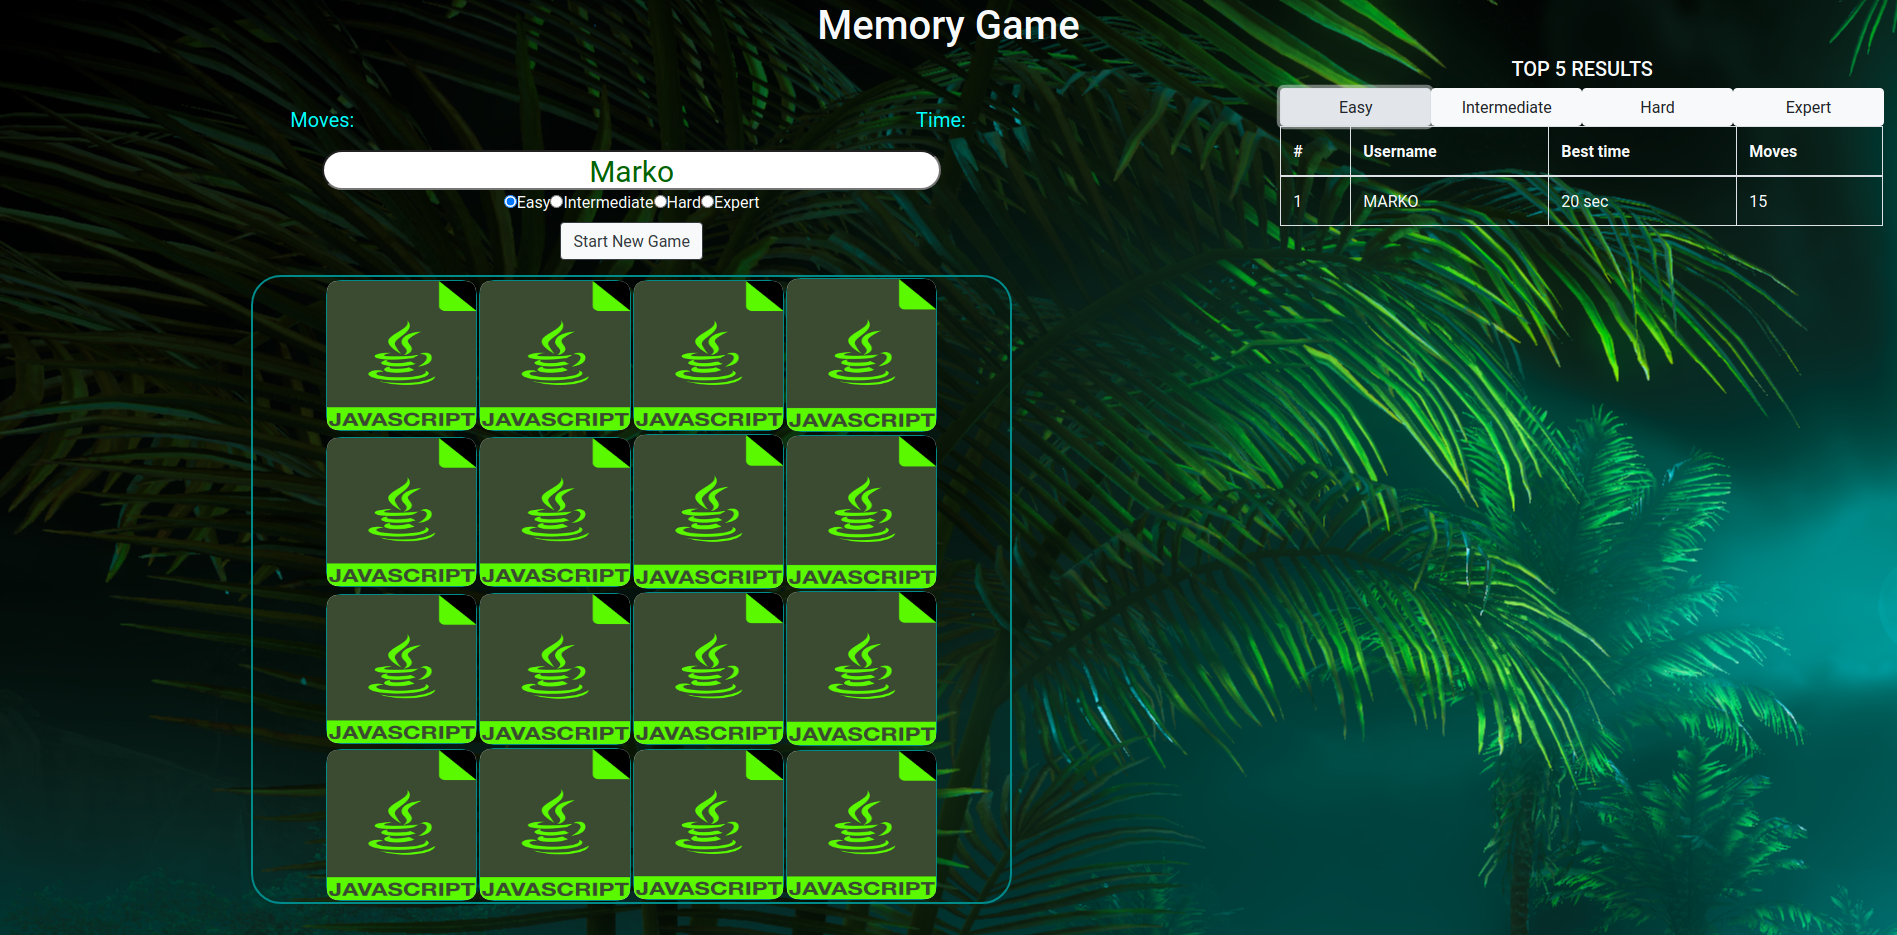 Memory Game
Moves:
Time:
Marko
Easy Intermediate Hard Expert
Start New Game
JAVASCRIPT JAVASCRIPT JAVASCRIPT JAVASCRIPT
JAVASCRIPT JAVASCRIPT JAVASCRIPT JAVASCRIPT
JAVASCRIPT JAVASCRIPT JAVASCRIPT JAVASCRIPT
JAVASCRIPT JAVASCRIPT JAVASCRIPT JAVASCRIPT
TOP 5 RESULTS
Easy Intermediate Hard Expert
# Username Best time Moves
1 MARKO 20 sec 15